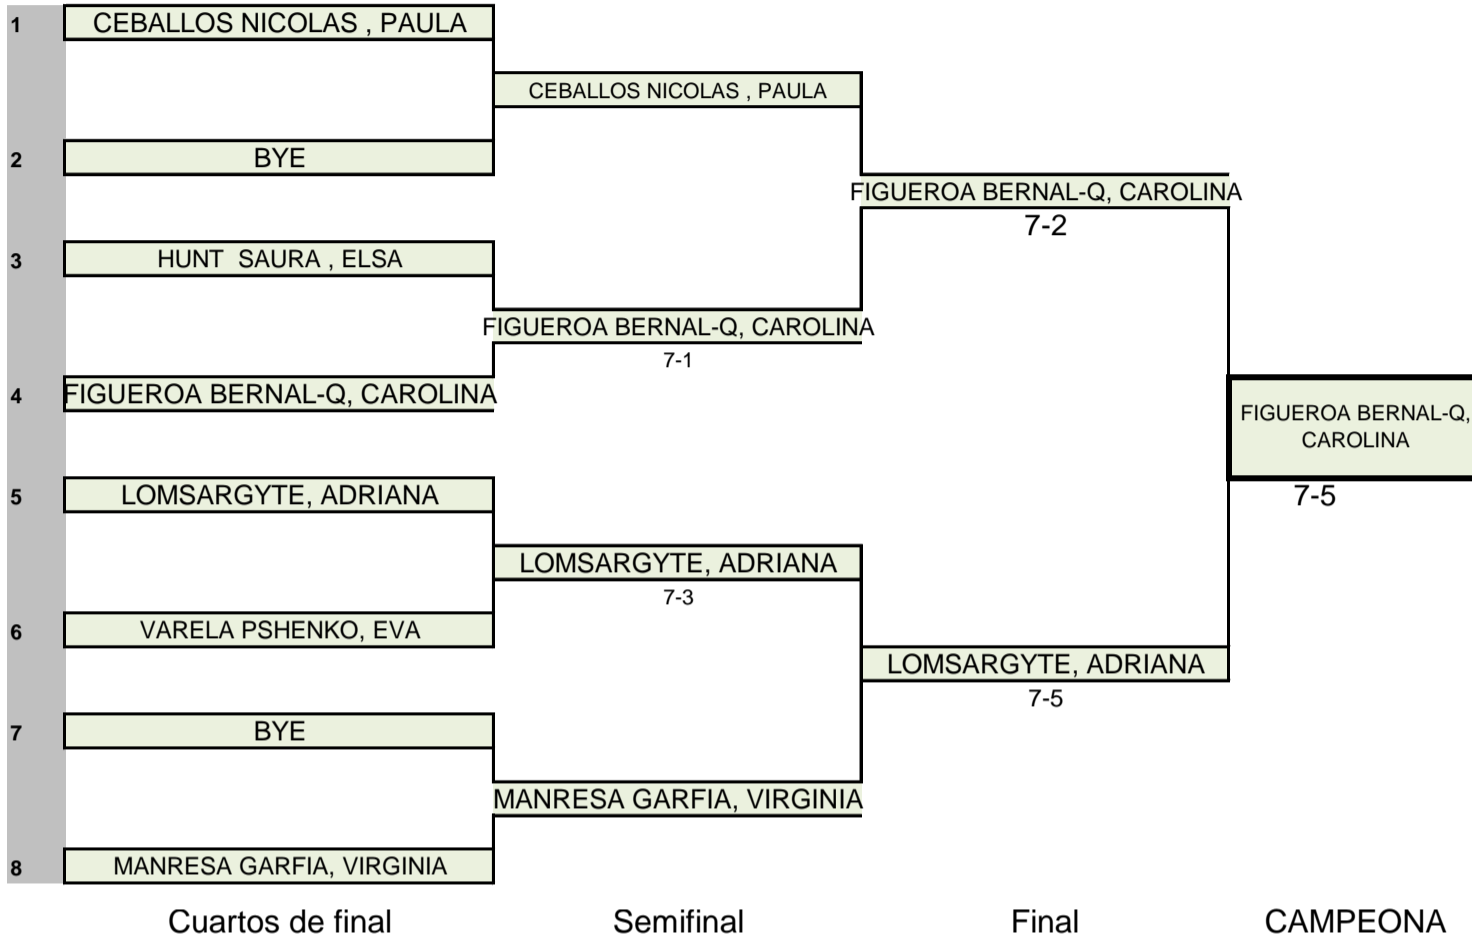 1 CEBALLOS NICOLAS , PAULA
CEBALLOS NICOLAS , PAULA
2 BYE
FIGUEROA BERNAL-Q, CAROLINA
7-2
3 HUNT  SAURA , ELSA
FIGUEROA BERNAL-Q, CAROLINA
7-1
4 FIGUEROA BERNAL-Q, CAROLINA
FIGUEROA BERNAL-Q,
CAROLINA
7-5
5 LOMSARGYTE, ADRIANA
LOMSARGYTE, ADRIANA
7-3
6 VARELA PSHENKO, EVA
LOMSARGYTE, ADRIANA
7-5
7 BYE
MANRESA GARFIA, VIRGINIA
8 MANRESA GARFIA, VIRGINIA
Cuartos de final Semifinal Final CAMPEONA